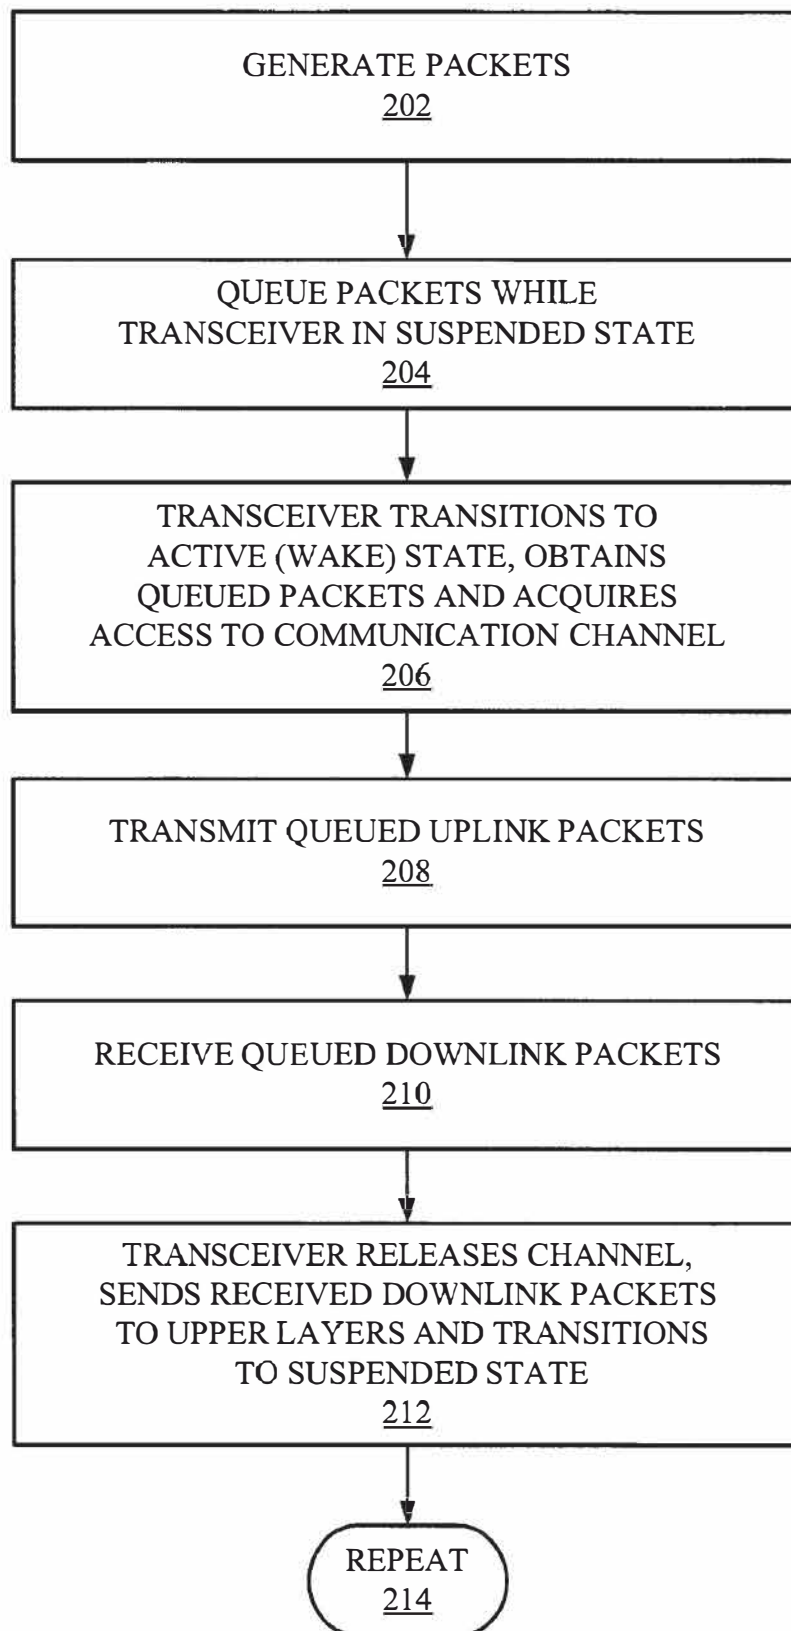 GENERATE PACKETS
202
QUEUE PACKETS WHILE
TRANSCEIVER IN SUSPENDED STATE
204
TRANSCEIVER TRANSITIONS TO
ACTIVE (WAKE) STATE, OBTAINS
QUEUED PACKETS AND ACQUIRES
ACCESS TO COMMUNICATION CHANNEL
206
TRANSMIT QUEUED UPLINK PACKETS
208
RECEIVE QUEUED DOWNLINK PACKETS
210
TRANSCEIVER RELEASES CHANNEL,
SENDS RECEIVED DOWNLINK PACKETS
TO UPPER LAYERS AND TRANSITIONS
TO SUSPENDED STATE
212
REPEAT
214